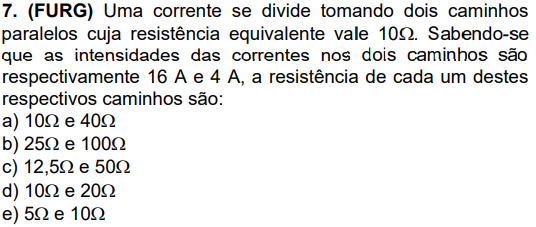 7. (FURG) Uma corrente se divide tomando dois caminhos
paralelos cuja resistência equivalente vale 10Ω. Sabendo-se
que as intensidades das correntes nos dois caminhos são
respectivamente 16 A e 4 A, a resistência de cada um destes
respectivos caminhos são:
a) 10Ω e 40Ω
b) 25Ω e 100Ω
c) 12,5Ω e 50Ω
d) 10Ω e 20Ω
e) 5Ω e 10Ω